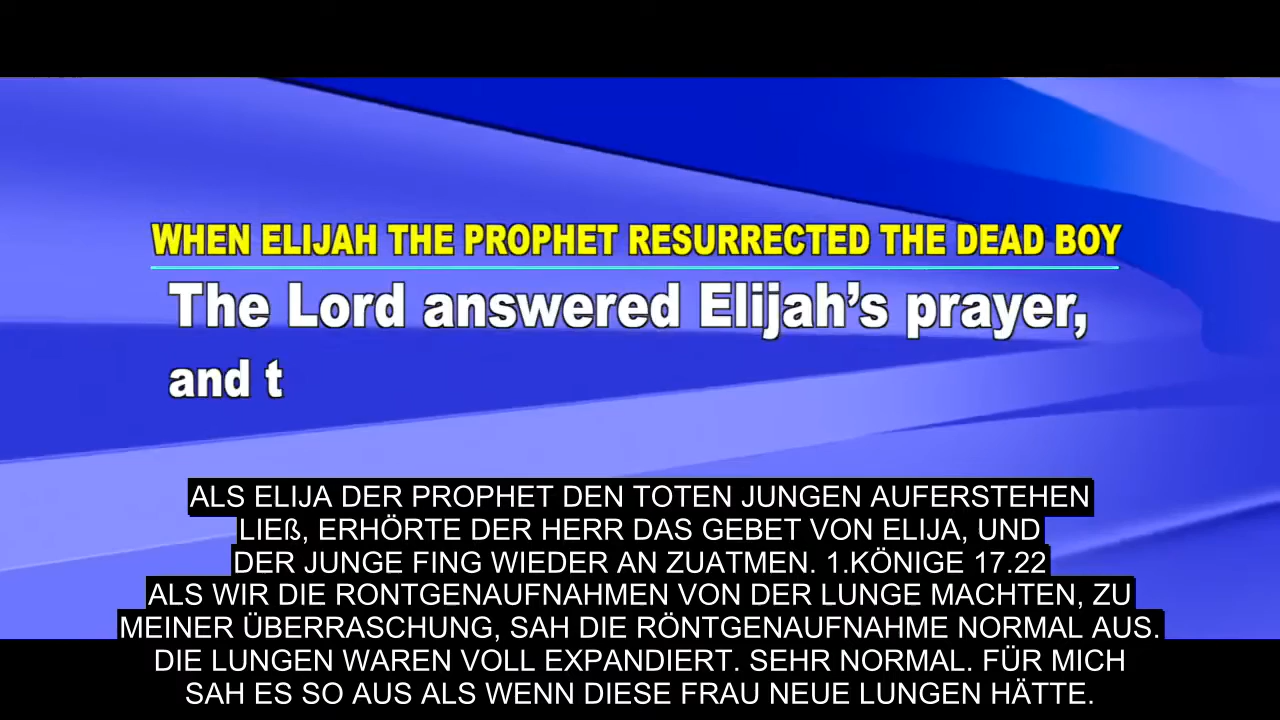 WHEN ELIJAH THE PROPHET RESURRECTED THE DEAD BOY
The Lord answered Elijah's prayer,
and t
ALS ELIJA DER PROPHET DEN TOTEN JUNGEN AUFERSTEHEN
LIEß, ERHÖRTE DER HERR DAS GEBET VON ELIJA, UND
DER JUNGE FING WIEDER AN ZUATMEN. 1.KÖNIGE 17.22
ALS WIR DIE RONTGENAUFNAHMEN VON DER LUNGE MACHTEN, ZU
MEINER ÜBERRASCHUNG, SAH DIE RÖNTGENAUFNAHME NORMAL AUS.
DIE LUNGEN WAREN VOLL EXPANDIERT. SEHR NORMAL. FÜR MICH
SAH ES SO AUS ALS WENN DIESE FRAU NEUE LUNGEN HÄTTE.